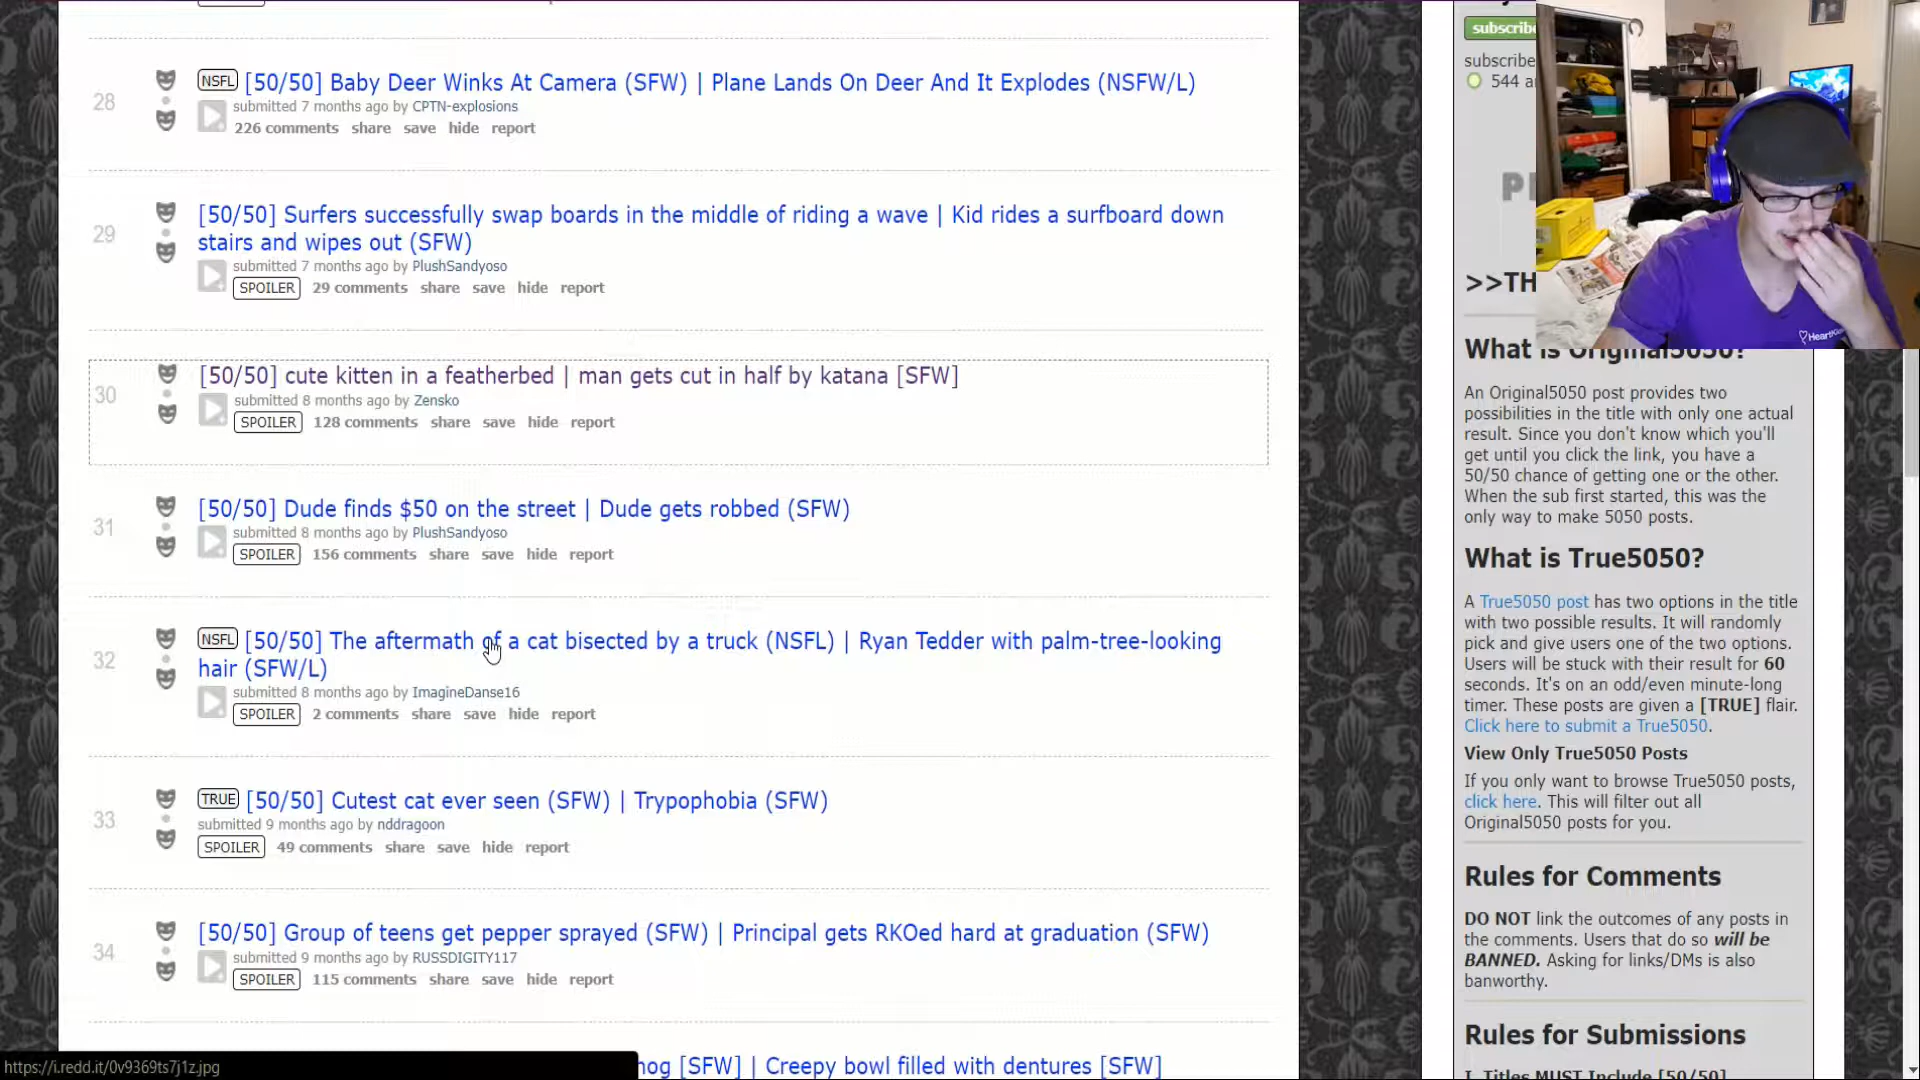 28
NSFL [50/50] Baby Deer Winks At Camera (SFW) | Plane Lands On Deer And It Explodes (NSFW/L)
submitted 7 months ago by CPTN-explosions
226 comments share save hide report
29
[50/50] Surfers successfully swap boards in the middle of riding a wave | Kid rides a surfboard down
stairs and wipes out (SFW)
submitted 7 months ago by PlushSandyoso
SPOILER 29 comments share save hide report
30
[50/50] cute kitten in a featherbed | man gets cut in half by katana [SFW]
submitted 8 months ago by Zensko
SPOILER 128 comments share save hide report
31
[50/50] Dude finds $50 on the street | Dude gets robbed (SFW)
submitted 8 months ago by PlushSandyoso
SPOILER 156 comments share save hide report
32
NSFL [50/50] The aftermath of a cat bisected by a truck (NSFL) | Ryan Tedder with palm-tree-looking
hair (SFW/L)
submitted 8 months ago by ImagineDanse16
SPOILER 2 comments share save hide report
33
TRUE [50/50] Cutest cat ever seen (SFW) | Trypophobia (SFW)
submitted 9 months ago by nddragoon
SPOILER 49 comments share save hide report
34
[50/50] Group of teens get pepper sprayed (SFW) | Principal gets RKOed hard at graduation (SFW)
submitted 9 months ago by RUSSDIGITY117
SPOILER 115 comments share save hide report
[SFW] | Creepy bowl filled with dentures [SFW]
https://i.redd.it/0v9369ts7j1z.jpg
subscribe
subscribe
544
>>TH
What is Original5050?
An Original5050 post provides two
possibilities in the title with only one actual
result. Since you don't know which you'll
get until you click the link, you have a
50/50 chance of getting one or the other.
When the sub first started, this was the
only way to make 5050 posts.
What is True5050?
A True5050 post has two options in the title
with two possible results. It will randomly
pick and give users one of the two options.
Users will be stuck with their result for 60
seconds. It's on an odd/even minute-long
timer. These posts are given a [TRUE] flair.
Click here to submit a True5050.
View Only True5050 Posts
If you only want to browse True5050 posts,
click here. This will filter out all
Original5050 posts for you.
Rules for Comments
DO NOT link the outcomes of any posts in
the comments. Users that do so will be
BANNED. Asking for links/DMs is also
banworthy.
Rules for Submissions
I. Titles MUST Include [50/50]